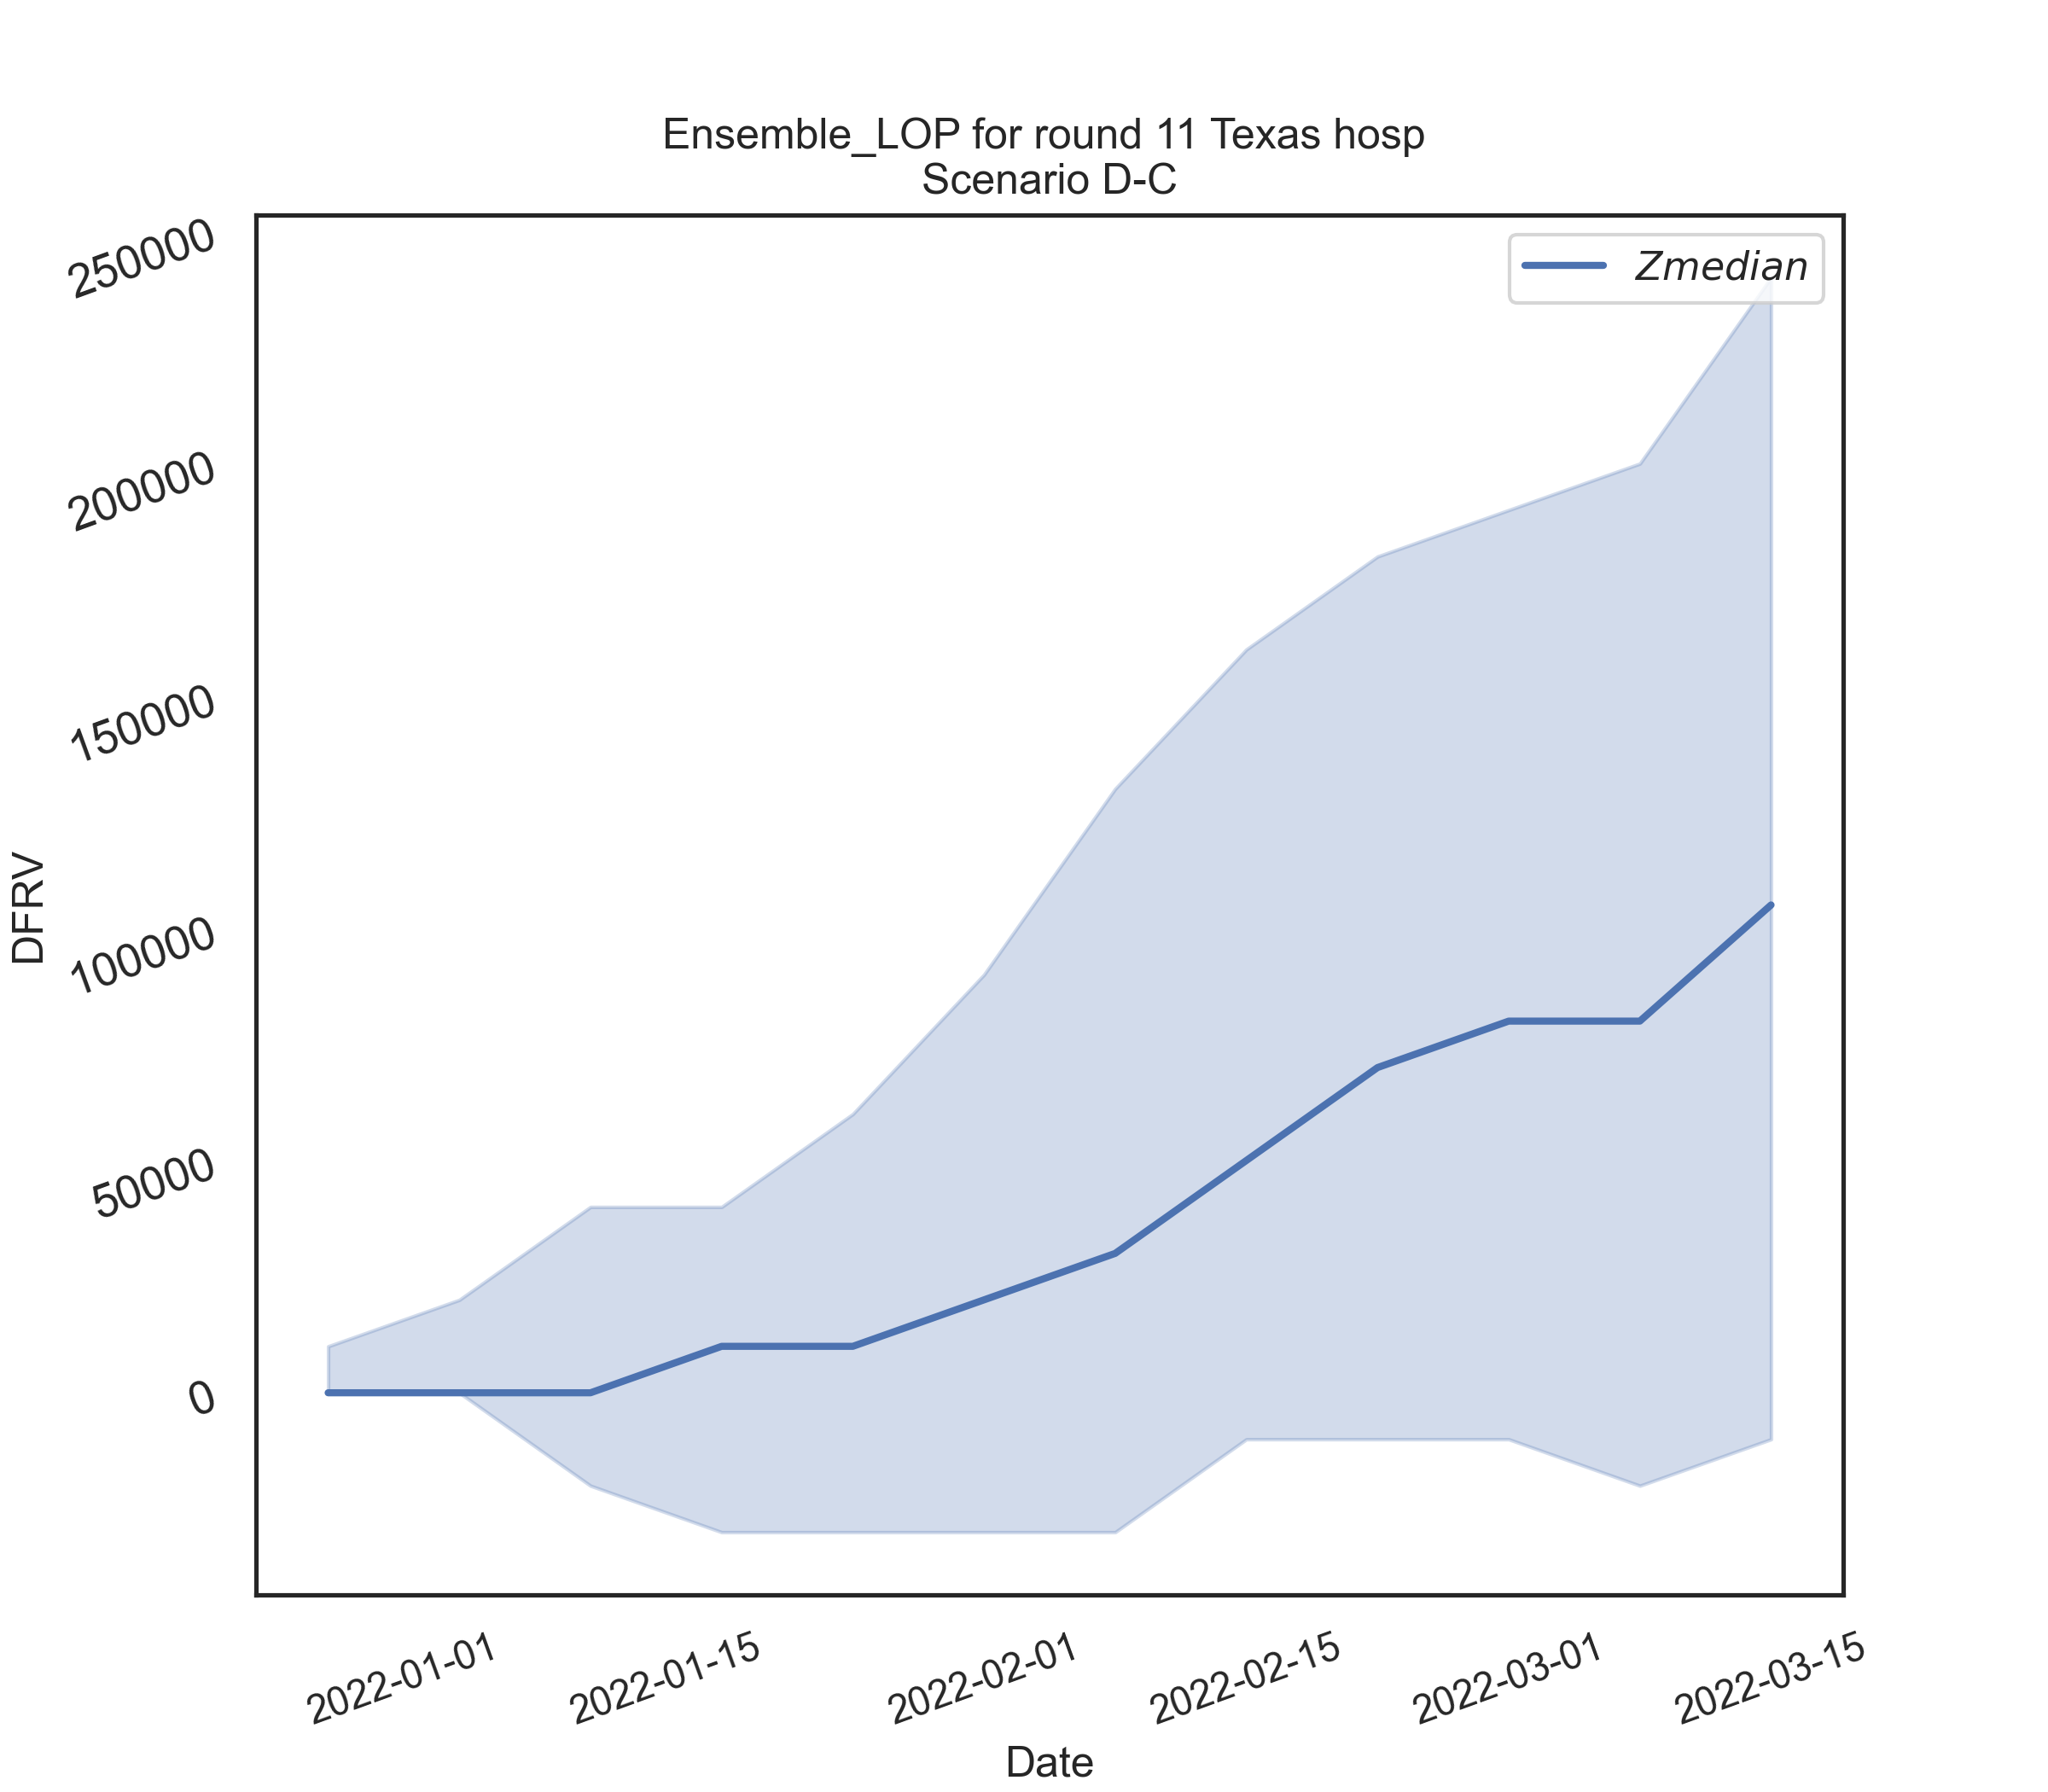 Ensemble_LOP for round 11 Texas hosp
Scenario D-C
Zmedian
250000
200000
150000
100000
50000
0
DFRV
2022-01-01
2022-01-15
2022-02-01
2022-02-15
2022-03-01
2022-03-15
Date